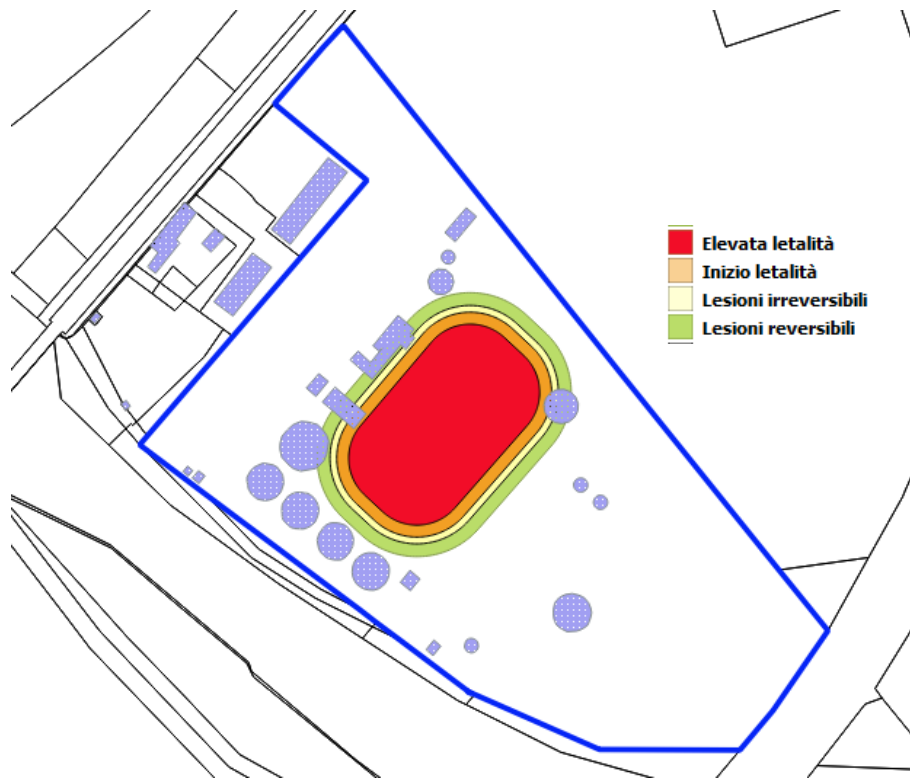 Elevata letalità
Inizio letalità
Lesioni irreversibili
Lesioni reversibili